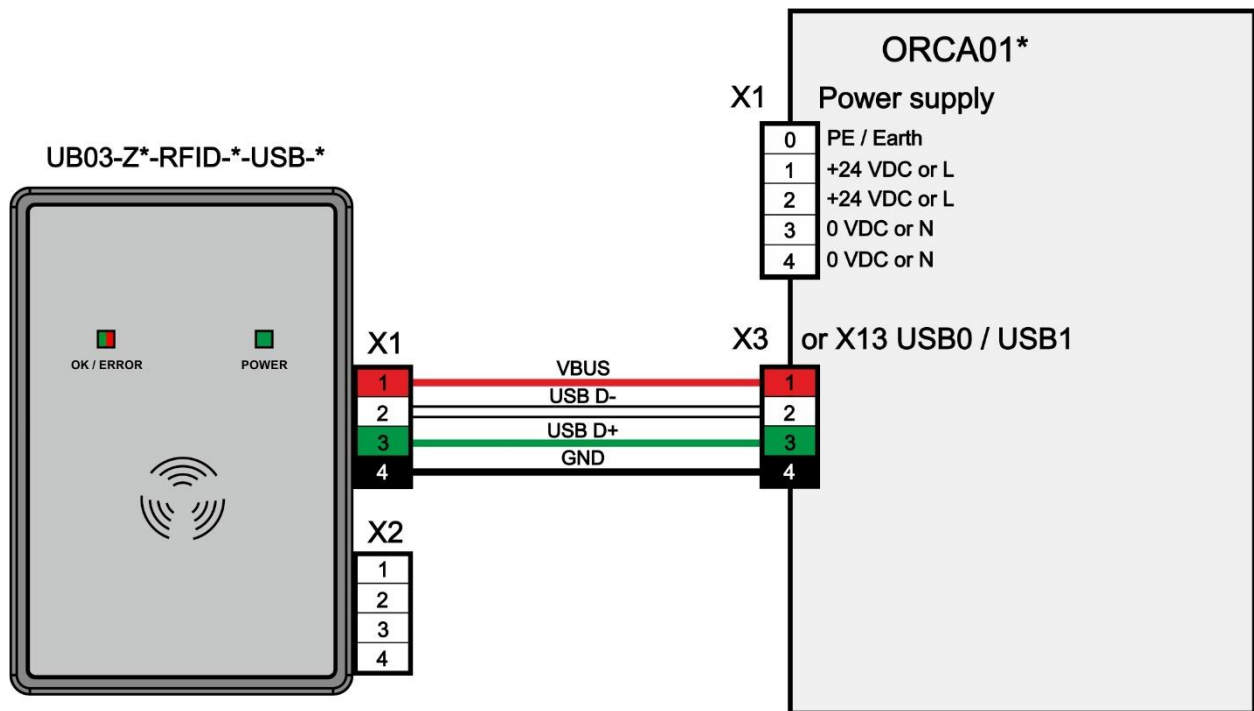 ORCA01*
X1 Power supply
0 PE / Earth
1 +24 VDC or L
2 +24 VDC or L
3 0 VDC or N
4 0 VDC or N
UB03-Z*-RFID-*-USB-*
OK / ERROR POWER
X1
X3 or X13 USB0 / USB1
1 VBUS 1
2 USB D- 2
3 USB D+ 3
4 GND 4
X2
1
2
3
4